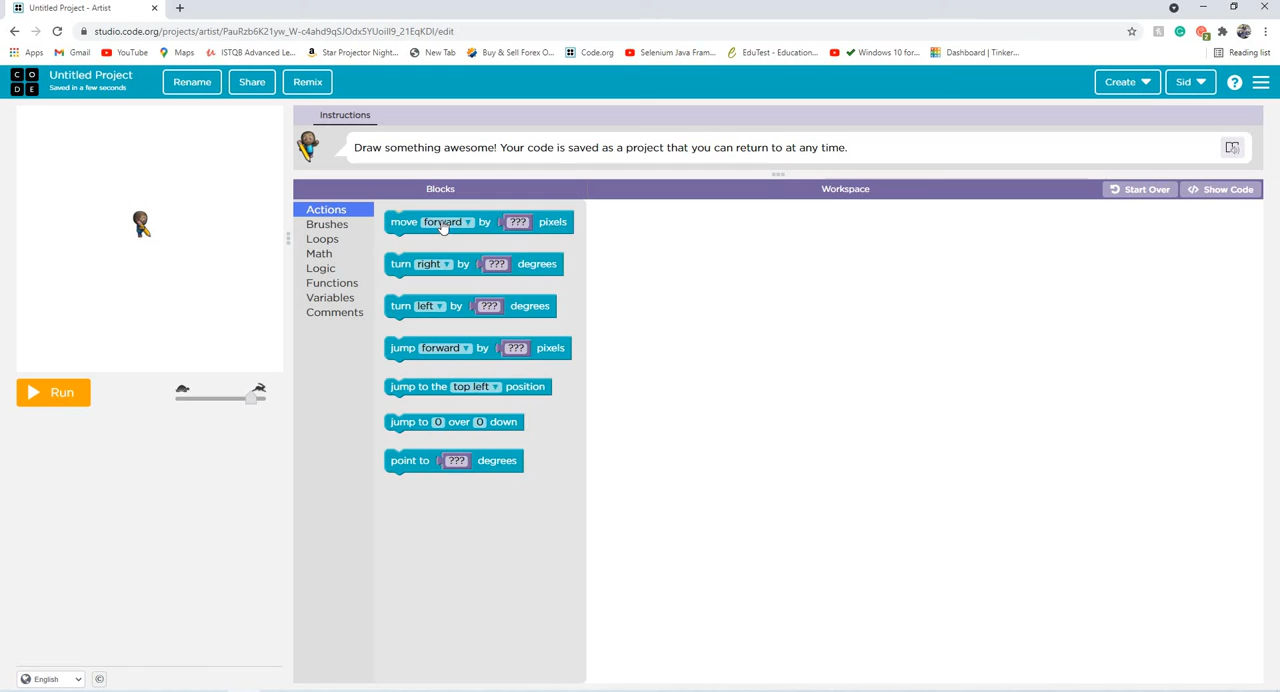 Untitled Project - Artist
studio.code.org/projects/artist/PauRzb6K21yw_W-c4ahd9qSJOdx5YUoiIl9_21EqKDI/edit
Apps Gmail YouTube Maps ISTQB Advanced Le... Star Projector Night... New Tab Buy & Sell Forex O... Code.org Selenium Java Fram... EduTest - Education... Windows 10 for... Dashboard | Tinker... Reading list
CO
DE
Untitled Project
Saved in a few seconds
Rename Share Remix Create Sid ?
Instructions
Draw something awesome! Your code is saved as a project that you can return to at any time.
Blocks Workspace Start Over </> Show Code
Actions
Brushes
Loops
Math
Logic
Functions
Variables
Comments
move forward by ??? pixels
turn right by ??? degrees
turn left by ??? degrees
jump forward by ??? pixels
jump to the top left position
jump to 0 over 0 down
point to ??? degrees
Run
English ©